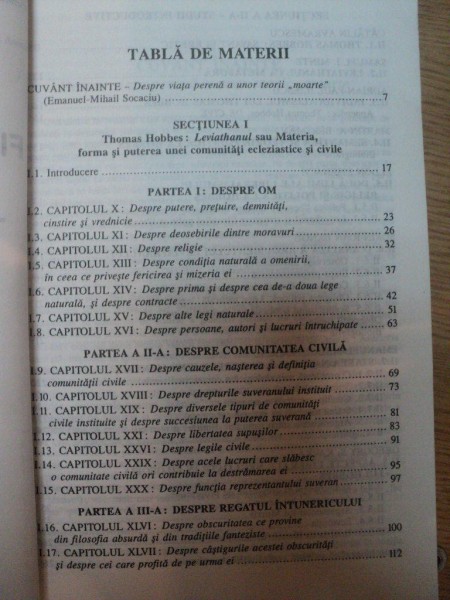 TABLĂ DE MATERII
CUVÂNT ÎNAINTE – Despre viața perenă a unor teorii „moarte”
(Emanuel-Mihail Socaciu) 7
SECȚIUNEA I
Thomas Hobbes: Leviathanul sau Materia,
forma și puterea unei comunități ecleziastice și civile
I.1. Introducere 17
PARTEA I: DESPRE OM
I.2. CAPITOLUL X: Despre putere, prețuire, demnități,
cinstire și vrednicie 23
I.3. CAPITOLUL XI: Despre deosebirile dintre moravuri 26
I.4. CAPITOLUL XII: Despre religie 32
I.5. CAPITOLUL XIII: Despre condiția naturală a omenirii,
în ceea ce privește fericirea și mizeria ei 37
I.6. CAPITOLUL XIV: Despre prima și despre cea de-a doua lege
naturală, și despre contracte 42
I.7. CAPITOLUL XV: Despre alte legi naturale 51
I.8. CAPITOLUL XVI: Despre persoane, autori și lucruri întruchipate 63
PARTEA A II-A: DESPRE COMUNITATEA CIVILĂ
I.9. CAPITOLUL XVII: Despre cauzele, nașterea și definiția
comunității civile 69
I.10. CAPITOLUL XVIII: Despre drepturile suveranului instituit 73
I.11. CAPITOLUL XIX: Despre diversele tipuri de comunități
civile instituite și despre succesiunea la puterea suverană 81
I.12. CAPITOLUL XXI: Despre libertatea supușilor 83
I.13. CAPITOLUL XXVI: Despre legile civile 91
I.14. CAPITOLUL XXIX: Despre acele lucruri care slăbesc
o comunitate civilă ori contribuie la destrămarea ei 95
I.15. CAPITOLUL XXX: Despre funcția reprezentantului suveran 97
PARTEA A III-A: DESPRE REGATUL ÎNTUNERICULUI
I.16. CAPITOLUL XLVI: Despre obscuritatea ce provine
din filosofia absurdă și din tradițiile fanteziste 100
I.17. CAPITOLUL XLVII: Despre câștigurile acestei obscurități
și despre cei care profită de pe urma ei 112